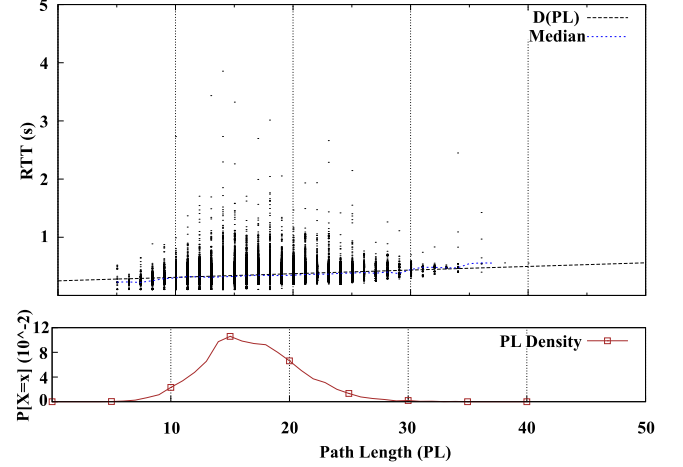 5
D(PL)
Median
4
3
2
1
RTT (s)
12
PL Density
8
4
0
P[X=x] (10^-2)
10
20
30
40
50
Path Length (PL)